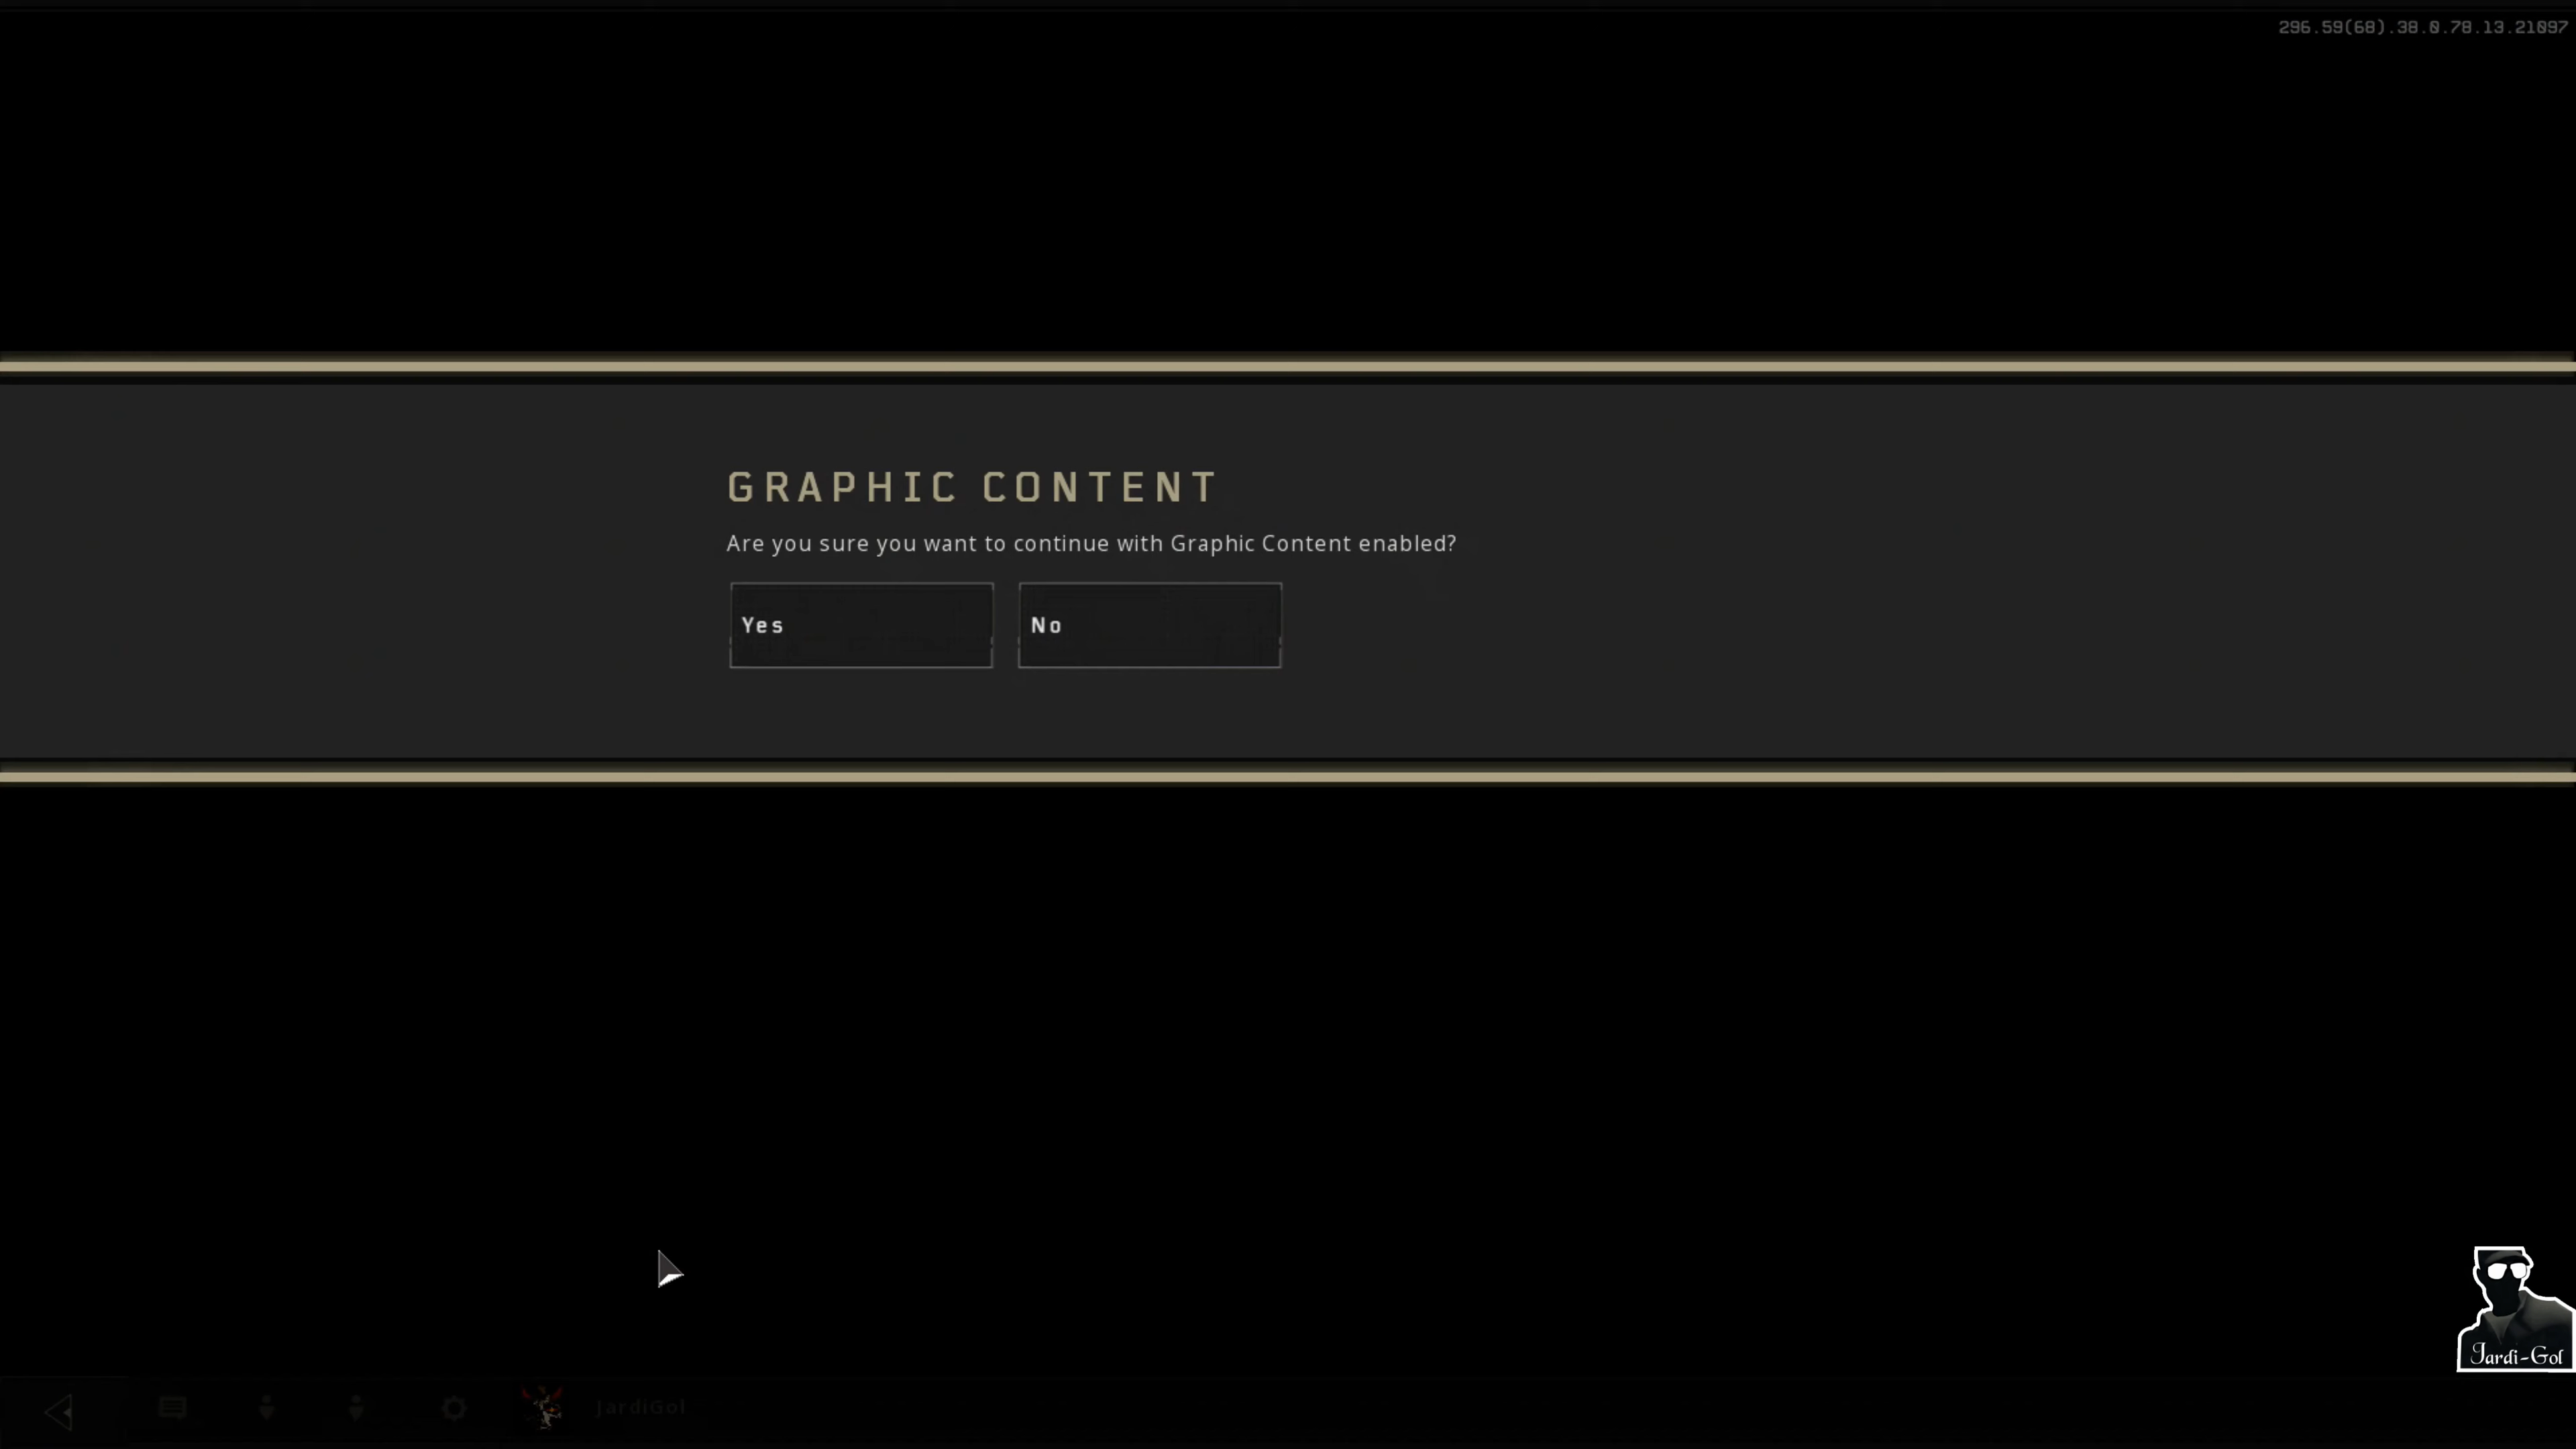 296.59(68).38.0.78.13.21097
GRAPHIC CONTENT
Are you sure you want to continue with Graphic Content enabled?
Yes
No
Jardi-Gol
JardiGol